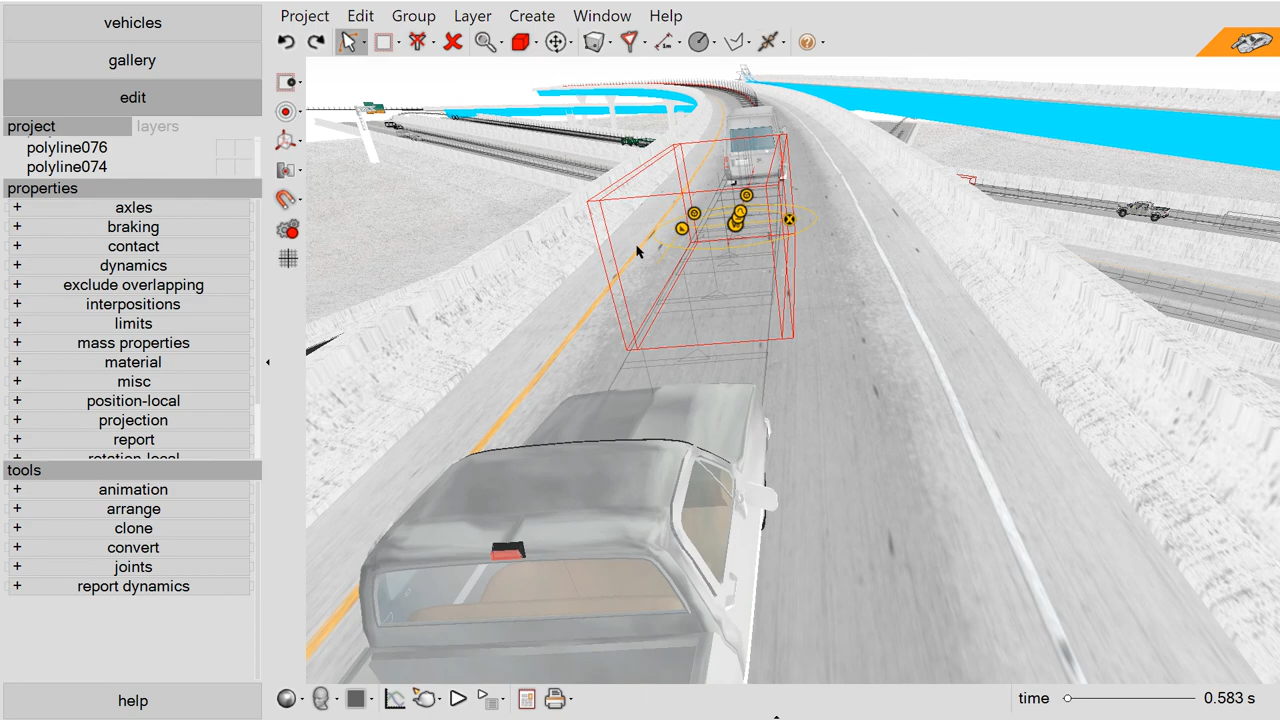 vehicles
gallery
edit
project layers
polyline076
polyline074
properties
+ axles
+ braking
+ contact
+ dynamics
+ exclude overlapping
+ interpositions
+ limits
+ mass properties
+ material
+ misc
+ position-local
+ projection
+ report
+ rotation-local
tools
+ animation
+ arrange
+ clone
+ convert
+ joints
+ report dynamics
help
Project Edit Group Layer Create Window Help
time 0.583 s